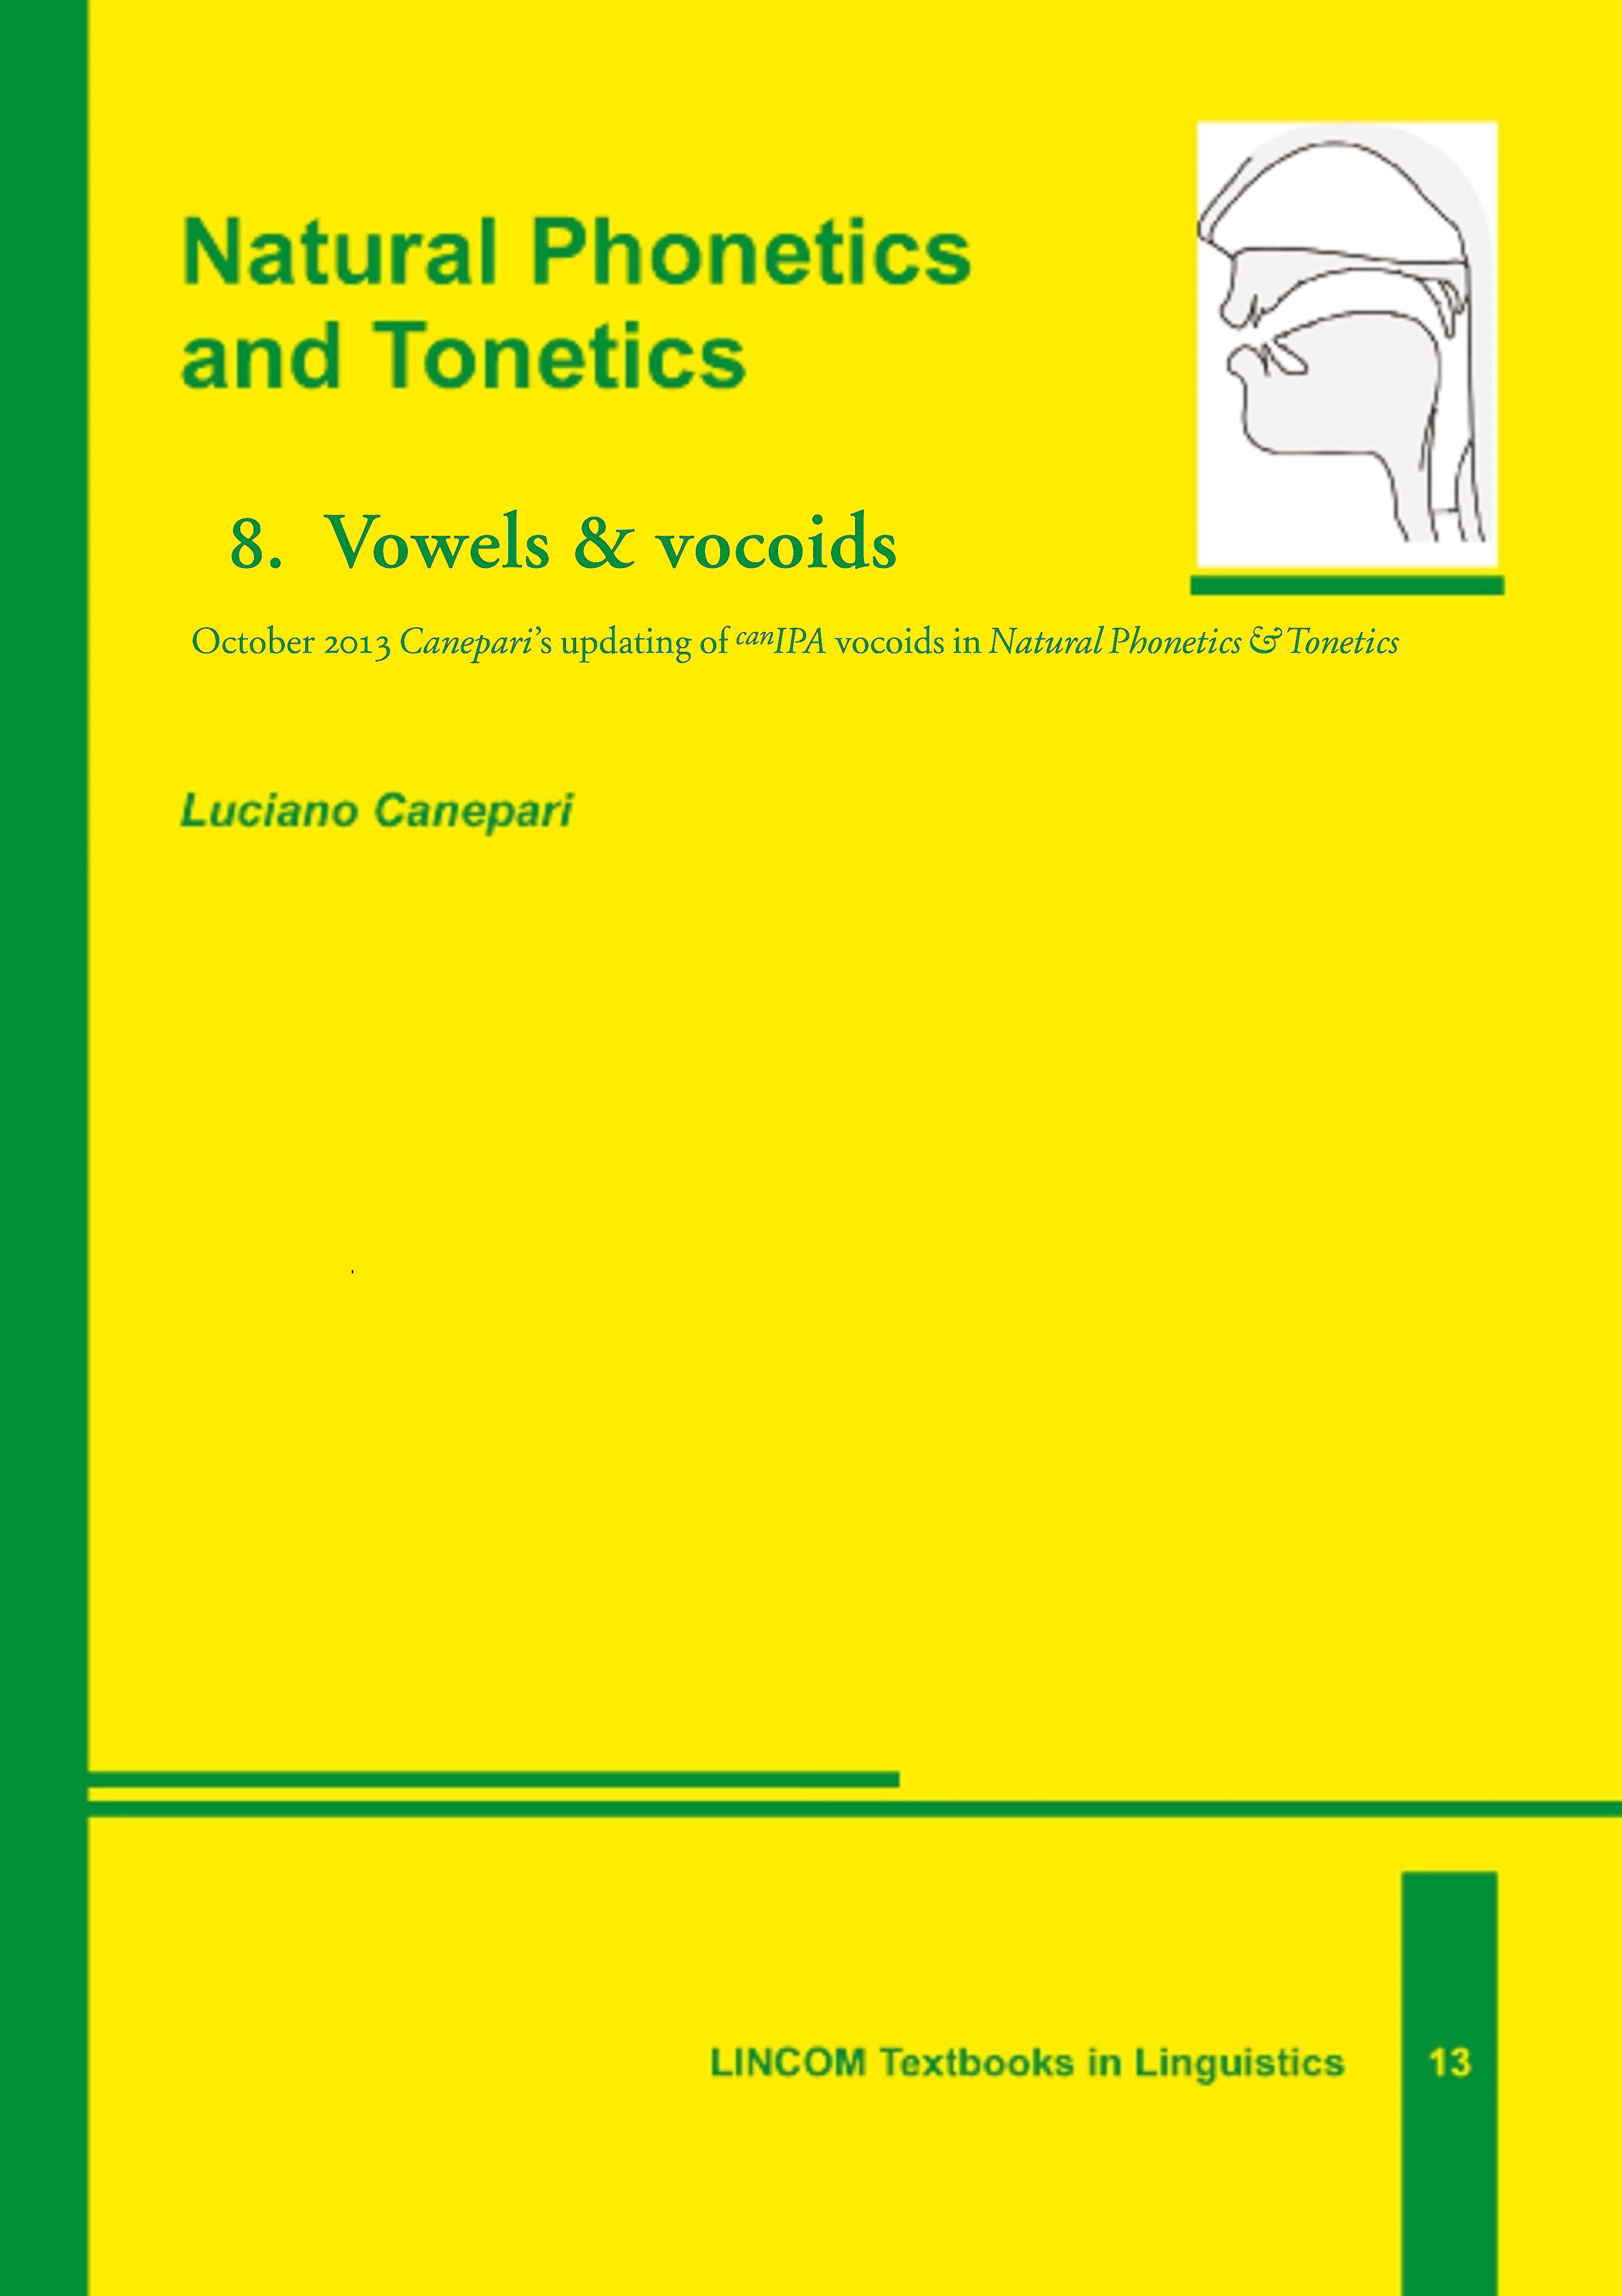 Natural Phonetics
and Tonetics
8. Vowels & vocoids
October 2013 Canepari’s updating of canIPA vocoids in Natural Phonetics & Tonetics
Luciano Canepari
LINCOM Textbooks in Linguistics 13